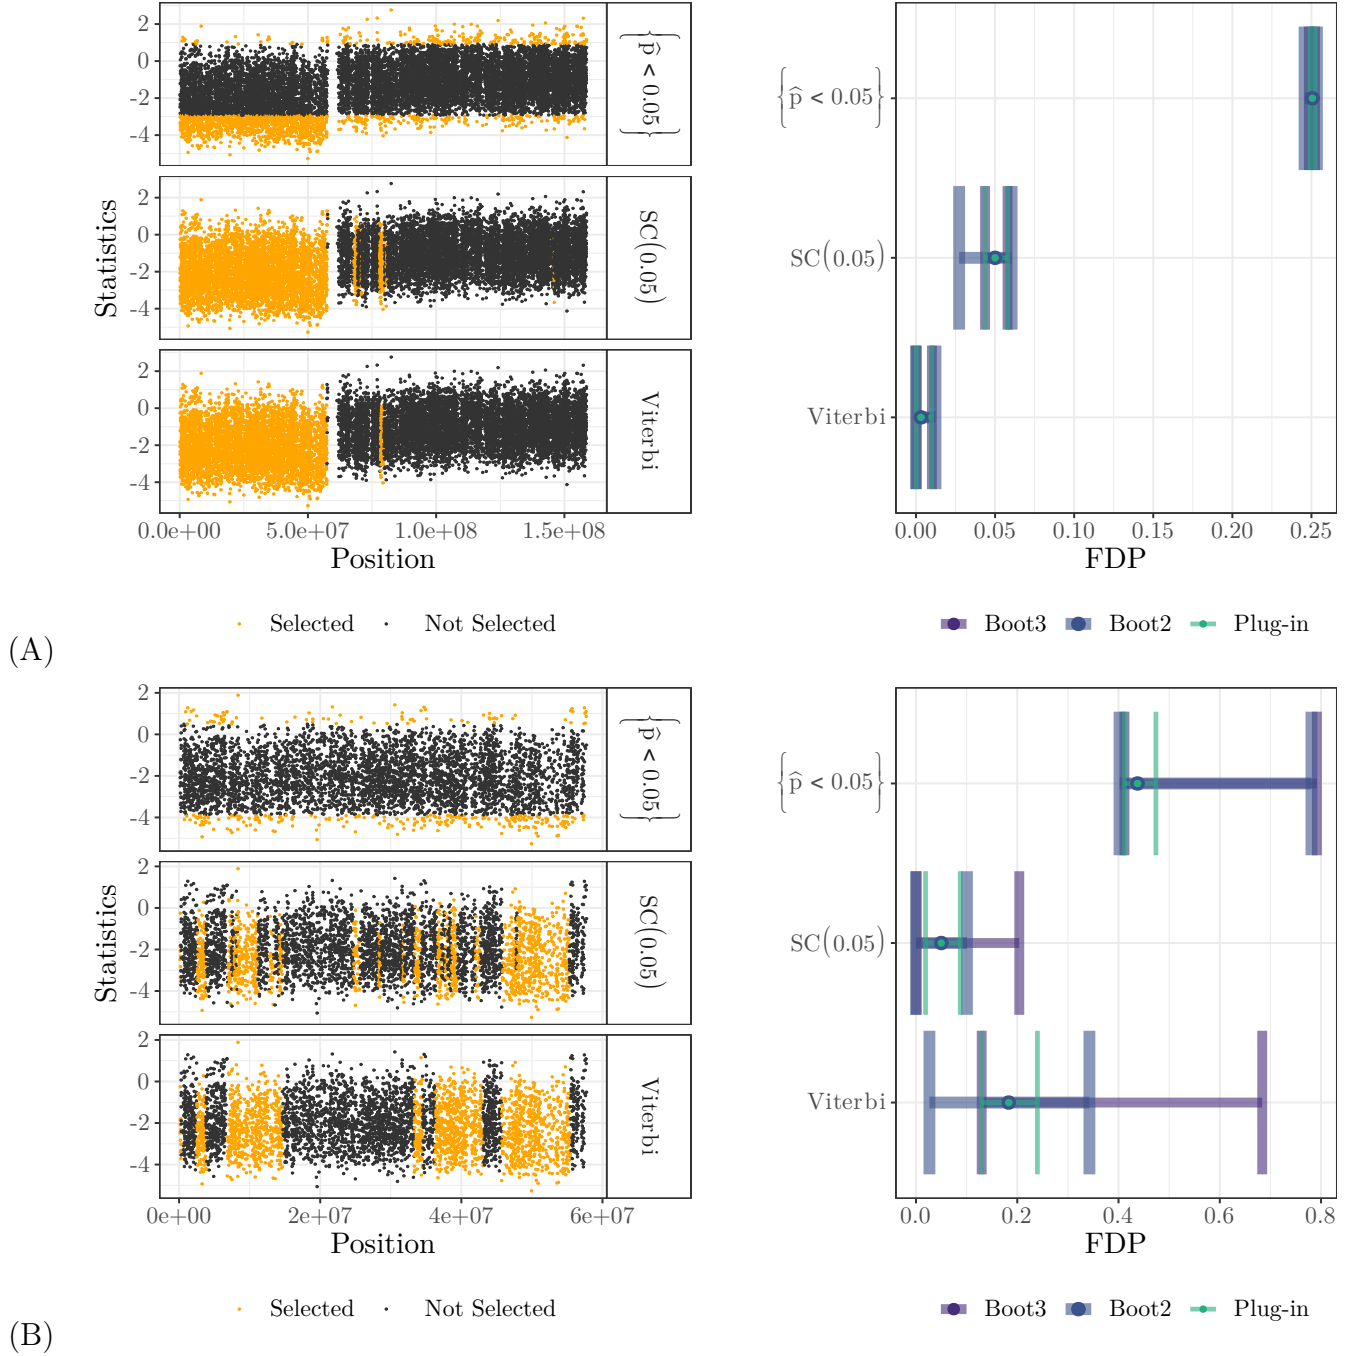 2
0
-2
-4
{p̂ < 0.05}
2
0
-2
-4
SC(0.05)
2
0
-2
-4
Viterbi
Statistics
0.0e+00 5.0e+07 1.0e+08 1.5e+08
Position
Selected Not Selected
{p̂ < 0.05}
SC(0.05)
Viterbi
0.00 0.05 0.10 0.15 0.20 0.25
FDP
Boot3 Boot2 Plug-in
(A)
2
0
-2
-4
{p̂ < 0.05}
2
0
-2
-4
SC(0.05)
2
0
-2
-4
Viterbi
Statistics
0e+00 2e+07 4e+07 6e+07
Position
Selected Not Selected
{p̂ < 0.05}
SC(0.05)
Viterbi
0.0 0.2 0.4 0.6 0.8
FDP
Boot3 Boot2 Plug-in
(B)